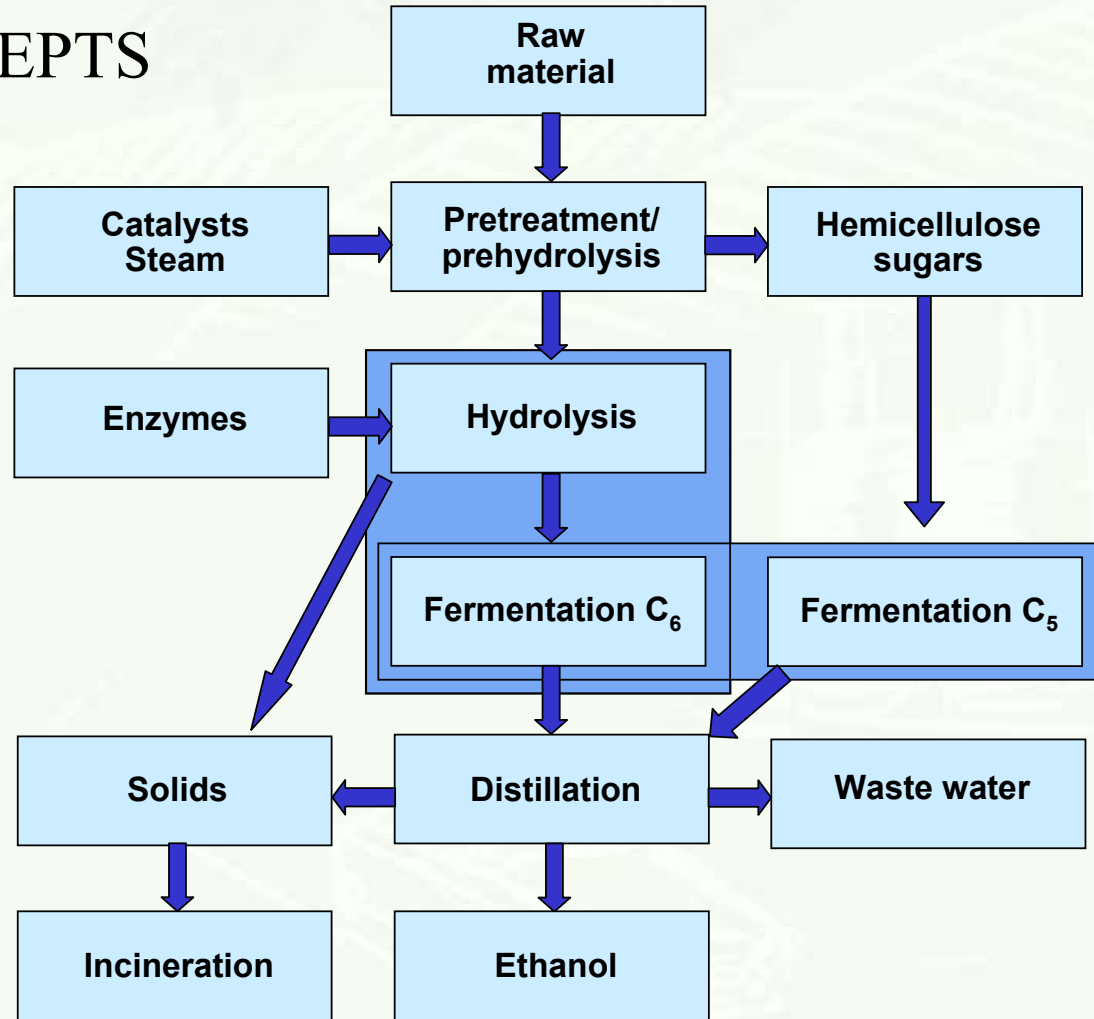 EPTS
Raw
material
Catalysts
Steam
Pretreatment/
prehydrolysis
Hemicellulose
sugars
Enzymes
Hydrolysis
Fermentation C₆
Fermentation C₅
Solids
Distillation
Waste water
Incineration
Ethanol